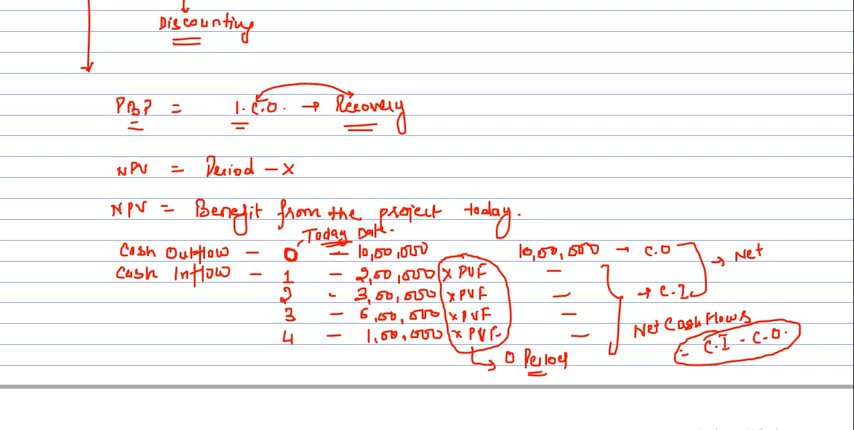 Discounting
PBP = I.C.O. → Recovery
NPV = Period - X
NPV = Benefit from the project today.
Today Date.
Cash Outflow - 0 - 10,00,000 10,00,000 → C.O → Net
Cash Inflow - 1 - 2,00,000 x PVF -
2 - 3,00,000 x PVF - → C.I
3 - 6,00,000 x PVF - Net Cash Flows
4 - 1,00,000 x PVF - = C.I - C.O.
→ 0 Period